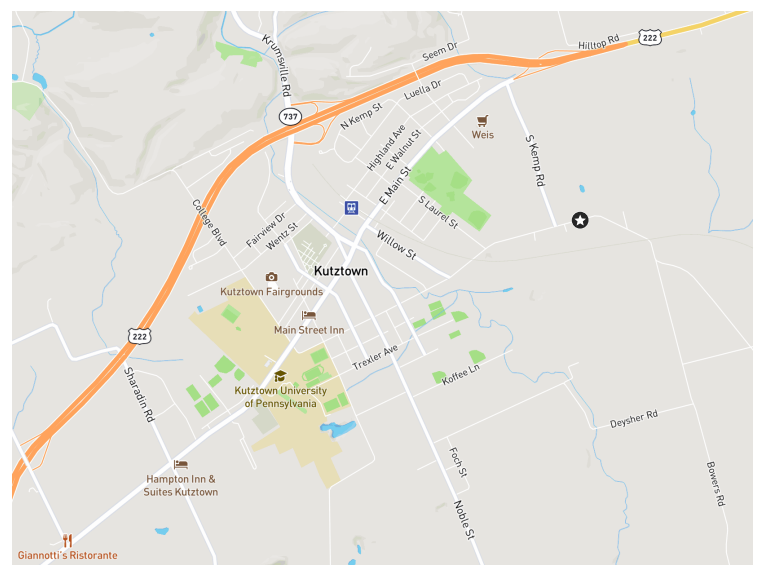 Krumsville Rd
Seem Dr
Hilltop Rd
222
Luella Dr
737
N Kemp St
Highland Ave
E Walnut St
Weis
S Kemp Rd
E Main St
S Laurel St
College Blvd
Fairview Dr
Wentz St
Willow St
Kutztown
Kutztown Fairgrounds
Main Street Inn
222
Trexler Ave
Sharadin Rd
Koffee Ln
Kutztown University
of Pennsylvania
Deysher Rd
Foch St
Bowers Rd
Hampton Inn &
Suites Kutztown
Noble St
Giannotti's Ristorante